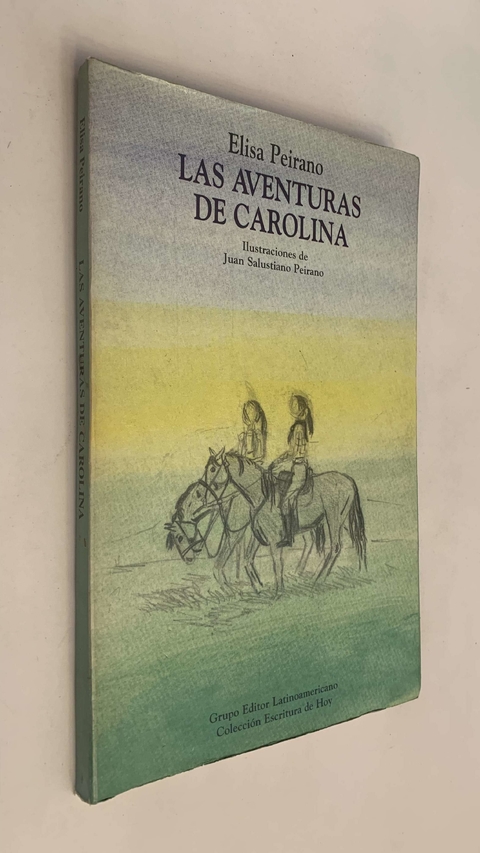 Elisa Peirano
LAS AVENTURAS
DE CAROLINA
Ilustraciones de
Juan Salustiano Peirano
Grupo Editor Latinoamericano
Colección Escritura de Hoy
Elisa Peirano LAS AVENTURAS DE CAROLINA